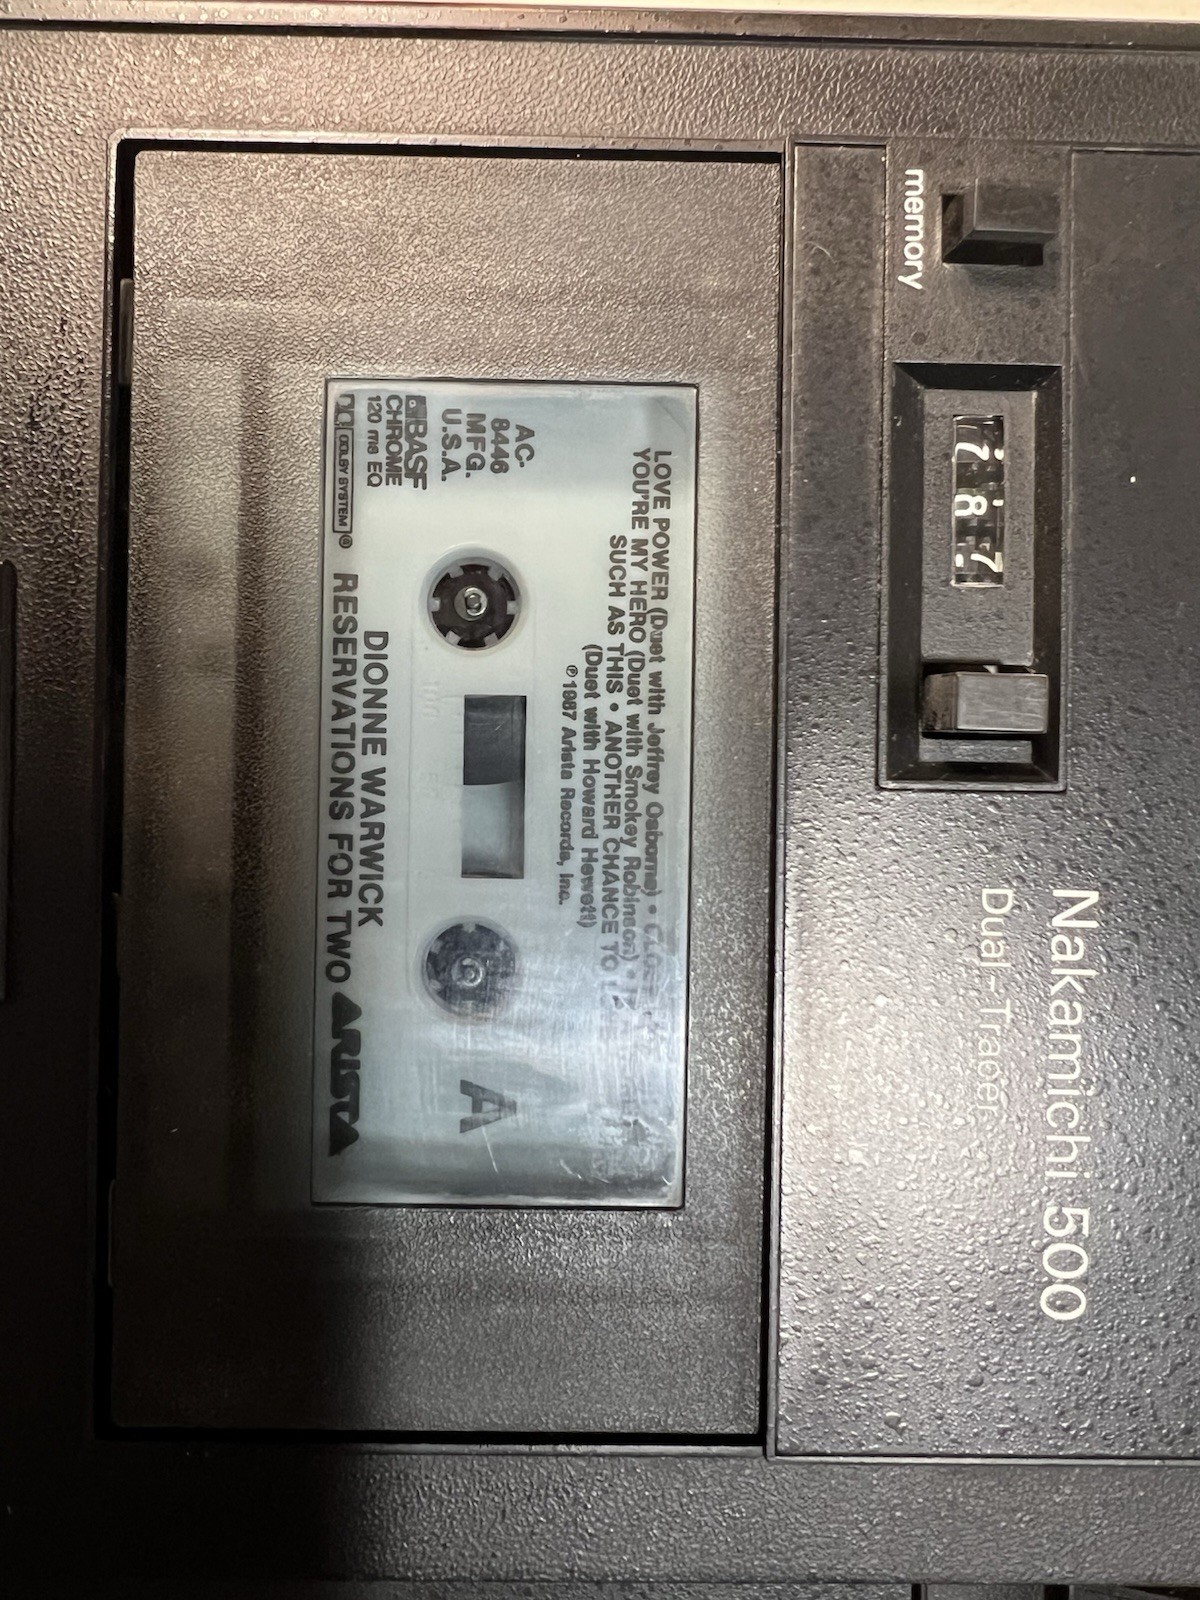 Nakamichi 500
Dual-Tracer
memory
787
LOVE POWER (Duet with Jeffrey Osborne) •
YOU'RE MY HERO (Duet with Smokey Robinson) •
SUCH AS THIS • ANOTHER CHANCE TO
(Duet with Howard Hewett)
℗ 1987 Arista Records, Inc.
AC-
8446
MFG.
U.S.A.
A
BASF
CHROME
120 ms EQ
DOLBY SYSTEM ®
DIONNE WARWICK
RESERVATIONS FOR TWO ARISTA